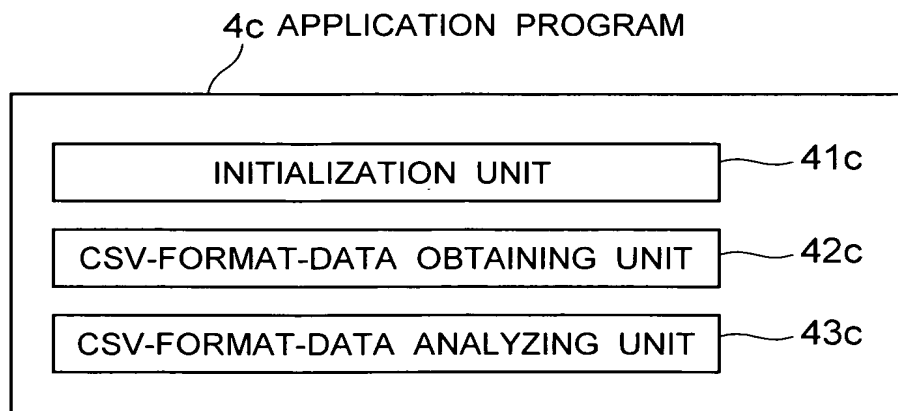 4c APPLICATION PROGRAM
INITIALIZATION UNIT 41c
CSV-FORMAT-DATA OBTAINING UNIT 42c
CSV-FORMAT-DATA ANALYZING UNIT 43c